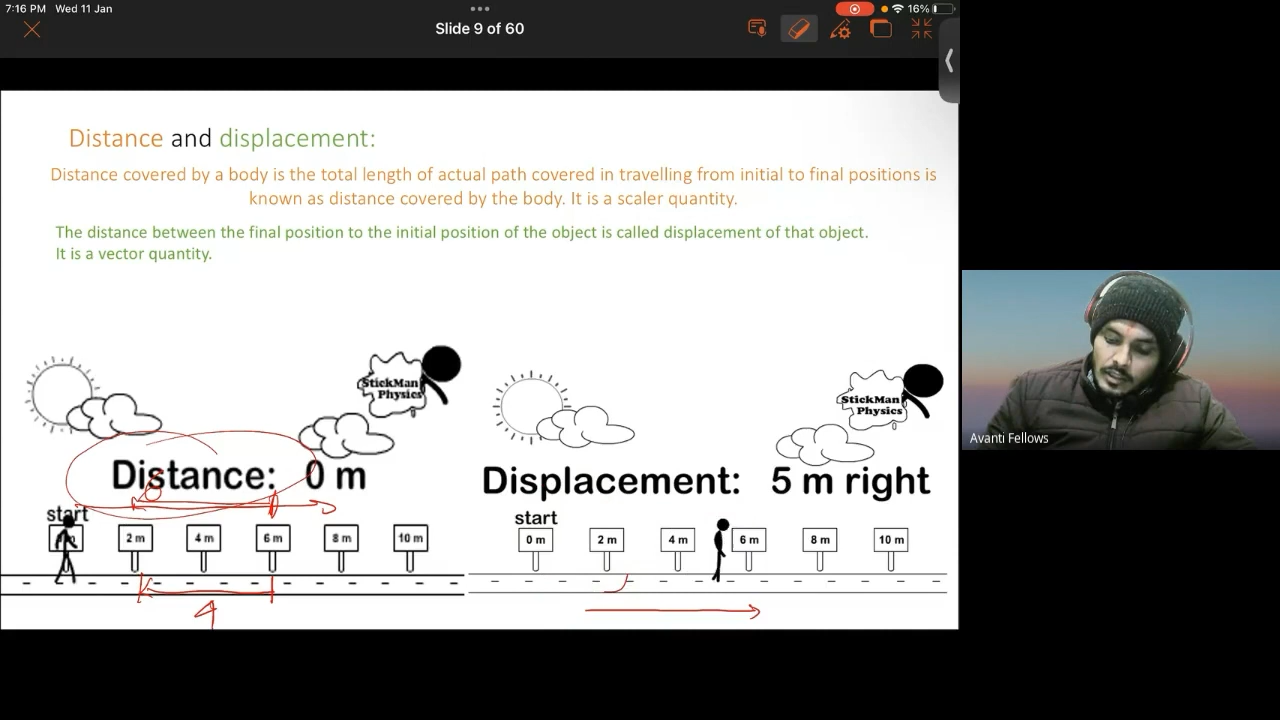 7:16 PM Wed 11 Jan
16%
Slide 9 of 60
Distance and displacement:
Distance covered by a body is the total length of actual path covered in travelling from initial to final positions is
known as distance covered by the body. It is a scaler quantity.
The distance between the final position to the initial position of the object is called displacement of that object.
It is a vector quantity.
StickMan
Physics
Distance: 0 m
start
2 m
4 m
6 m
8 m
10 m
4
StickMan
Physics
Displacement: 5 m right
start
0 m
2 m
4 m
6 m
8 m
10 m
Avanti Fellows